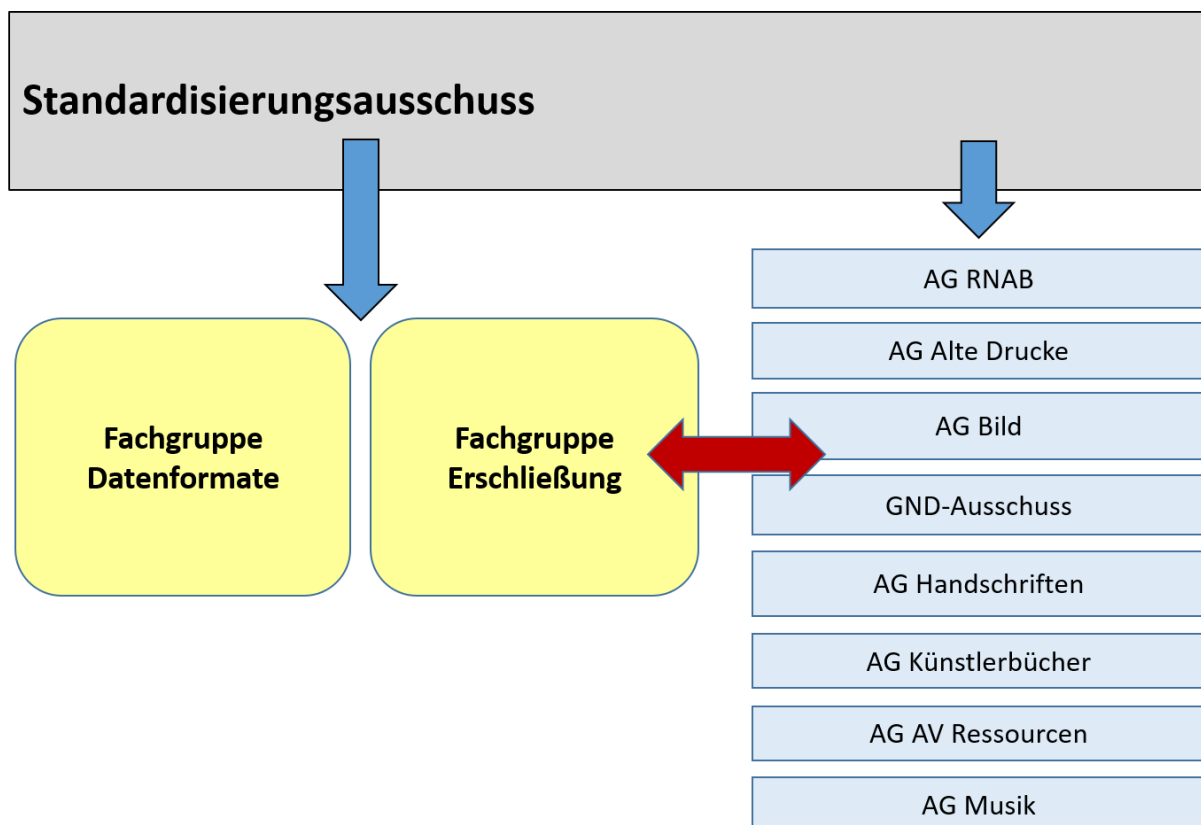 Standardisierungsausschuss
Fachgruppe
Datenformate
Fachgruppe
Erschließung
AG RNAB
AG Alte Drucke
AG Bild
GND-Ausschuss
AG Handschriften
AG Künstlerbücher
AG AV Ressourcen
AG Musik